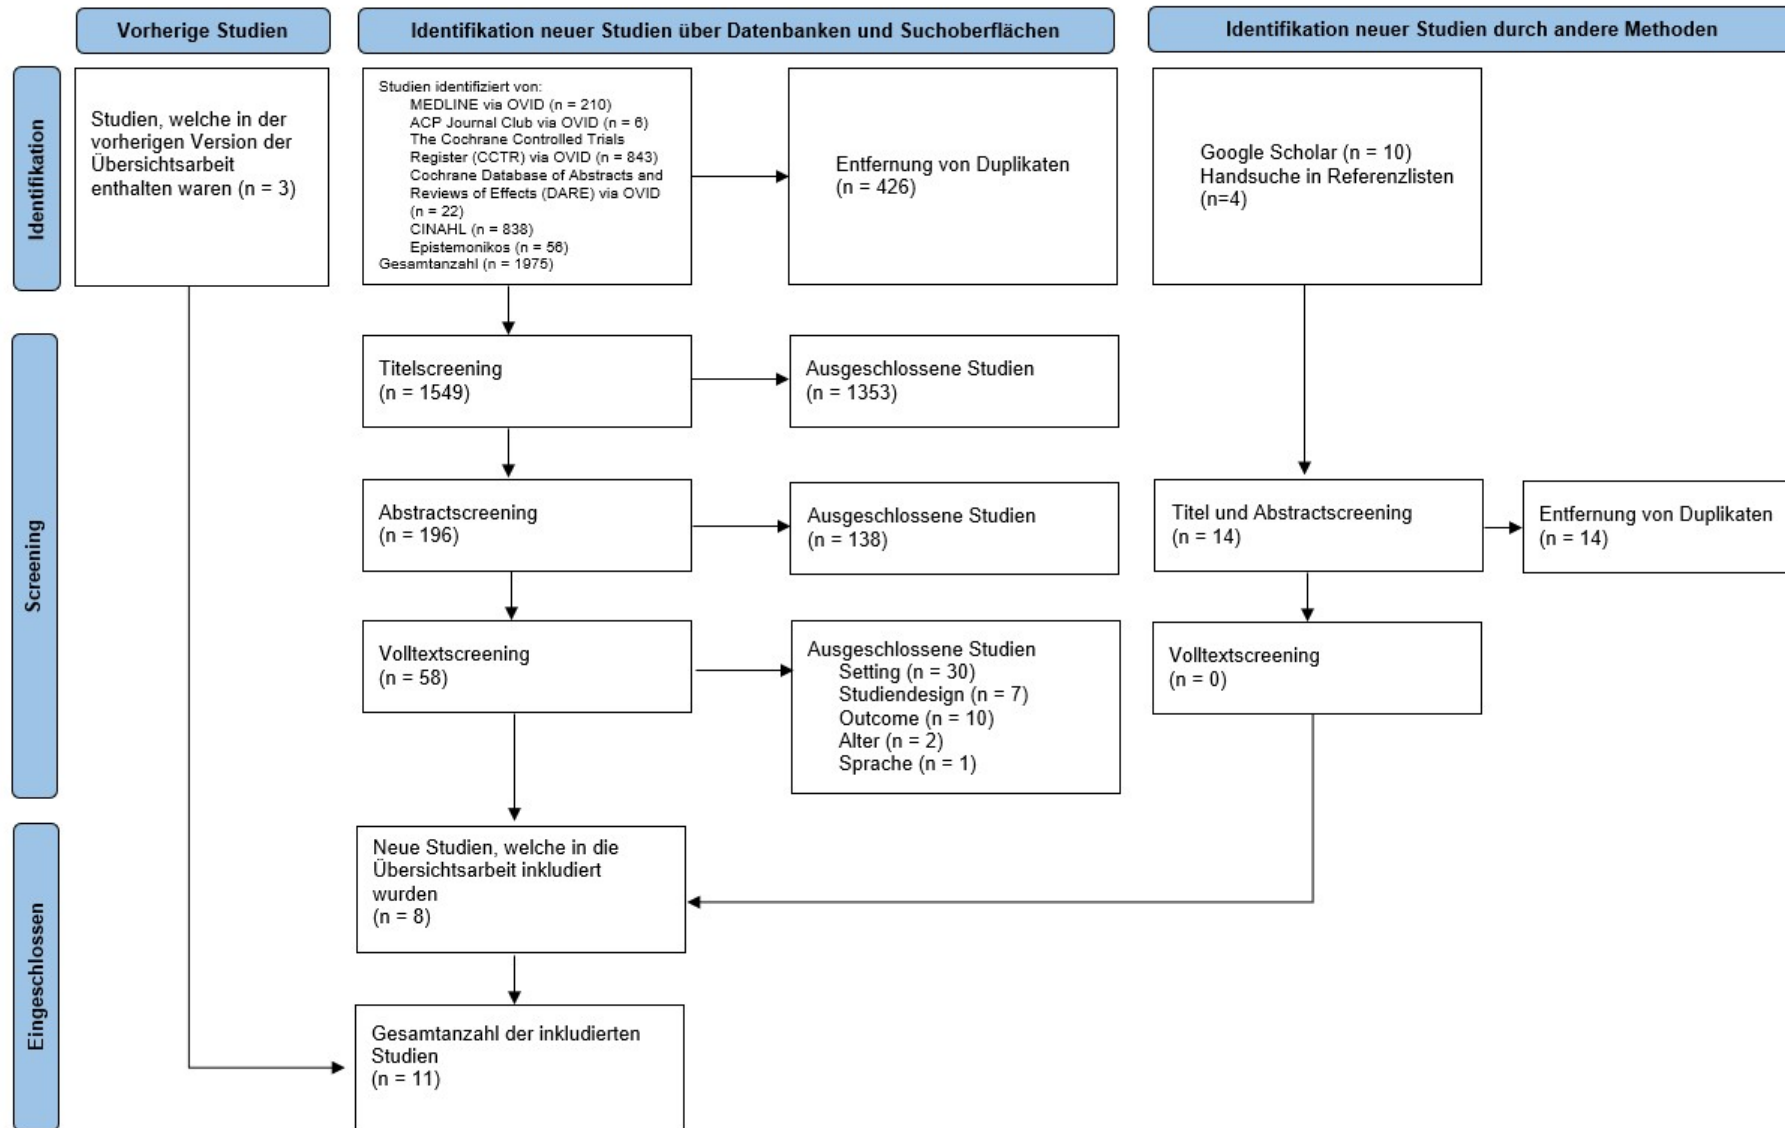 Vorherige Studien
Identifikation neuer Studien über Datenbanken und Suchoberflächen
Identifikation neuer Studien durch andere Methoden
Identifikation
Studien, welche in der
vorherigen Version der
Übersichtsarbeit
enthalten waren (n = 3)
Studien identifiziert von:
MEDLINE via OVID (n = 210)
ACP Journal Club via OVID (n = 6)
The Cochrane Controlled Trials
Register (CCTR) via OVID (n = 843)
Cochrane Database of Abstracts and
Reviews of Effects (DARE) via OVID
(n = 22)
CINAHL (n = 838)
Epistemonikos (n = 56)
Gesamtanzahl (n = 1975)
Entfernung von Duplikaten
(n = 426)
Google Scholar (n = 10)
Handsuche in Referenzlisten
(n=4)
Screening
Titelscreening
(n = 1549)
Ausgeschlossene Studien
(n = 1353)
Abstractscreening
(n = 196)
Ausgeschlossene Studien
(n = 138)
Titel und Abstractscreening
(n = 14)
Entfernung von Duplikaten
(n = 14)
Volltextscreening
(n = 58)
Ausgeschlossene Studien
Setting (n = 30)
Studiendesign (n = 7)
Outcome (n = 10)
Alter (n = 2)
Sprache (n = 1)
Volltextscreening
(n = 0)
Eingeschlossen
Neue Studien, welche in die
Übersichtsarbeit inkludiert
wurden
(n = 8)
Gesamtanzahl der inkludierten
Studien
(n = 11)